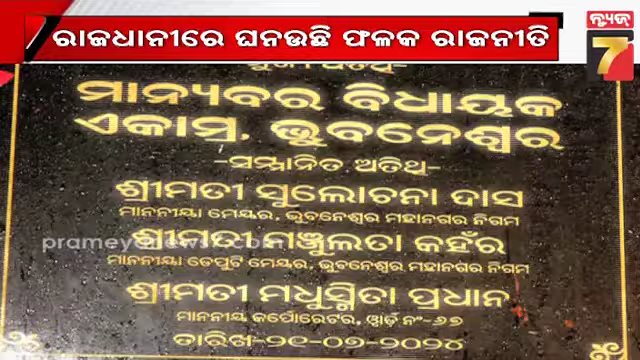 ରାଜଧାନୀରେ ଘନଉଛି ଫଳକ ରାଜନୀତି
ନ୍ୟୁଜ୍
7
ମାନ୍ୟବର ବିଧାୟକ
ଏକାମ୍ର, ଭୁବନେଶ୍ୱର
-ସମ୍ମାନିତ ଅତିଥି-
ଶ୍ରୀମତୀ ସୁଲୋଚନା ଦାସ
ମାନନୀୟା ମେୟର, ଭୁବନେଶ୍ୱର ମହାନଗର ନିଗମ
ଶ୍ରୀମତୀ ମଞ୍ଜୁଲତା କହଁର
ମାନନୀୟା ଡେପୁଟି ମେୟର, ଭୁବନେଶ୍ୱର ମହାନଗର ନିଗମ
ଶ୍ରୀମତୀ ମଧୁସ୍ମିତା ପ୍ରଧାନ
ମାନନୀୟ କର୍ପୋରେଟର, ୱାର୍ଡ଼ ନଂ-୬୭
ତାରିଖ-୨୧-୦୭-୨୦୨୪